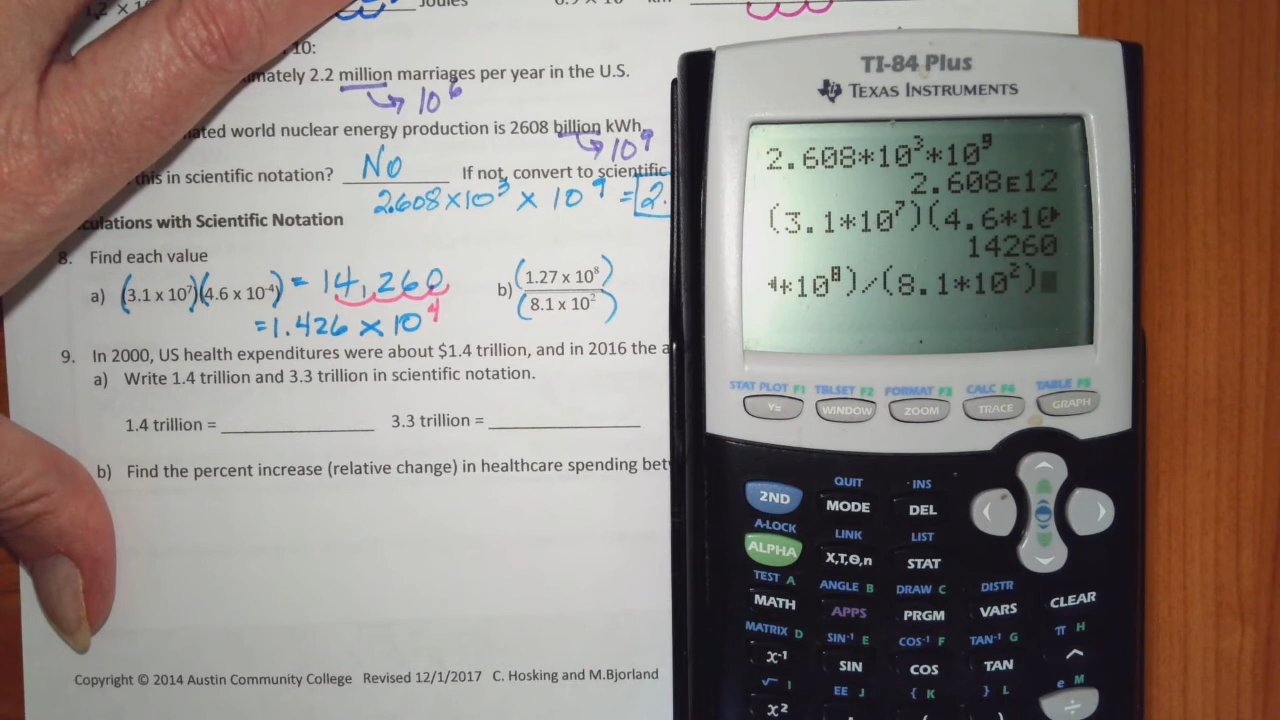 Joules
10:
mately 2.2 million marriages per year in the U.S.
10⁶
ated world nuclear energy production is 2608 billion kWh.
10⁹
this in scientific notation? No If not, convert to scientific
2.608 x 10³ x 10⁹ = 2.
culations with Scientific Notation
8. Find each value
a) (3.1 x 10⁷)(4.6 x 10⁻⁴) = 14,260
= 1.426 x 10⁴
b) (1.27 x 10⁸)
(8.1 x 10²)
9. In 2000, US health expenditures were about $1.4 trillion, and in 2016 the a
a) Write 1.4 trillion and 3.3 trillion in scientific notation.
1.4 trillion = ____ 3.3 trillion = ____
b) Find the percent increase (relative change) in healthcare spending bet
Copyright © 2014 Austin Community College Revised 12/1/2017 C. Hosking and M.Bjorland
TI-84 Plus
TEXAS INSTRUMENTS
2.608*10³*10⁹
2.608E12
(3.1*10⁷)(4.6*10
14260
*10⁸)/(8.1*10²)
STAT PLOT F1 TBLSET F2 FORMAT F3 CALC F4 TABLE F5
Y= WINDOW ZOOM TRACE GRAPH
QUIT INS
2ND MODE DEL
A-LOCK LINK LIST
ALPHA X,T,Θ,n STAT
TEST A ANGLE B DRAW C DISTR
MATH APPS PRGM VARS CLEAR
MATRIX D SIN⁻¹ E COS⁻¹ F TAN⁻¹ G π H
x⁻¹ SIN COS TAN ^
√ I EE J { K } L e M
x² , ( ) ÷